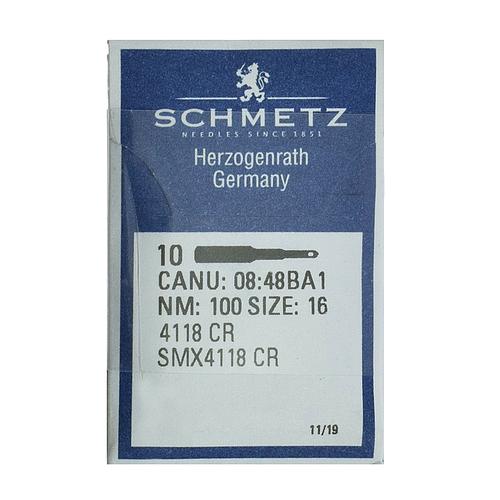 SCHMETZ
NEEDLES SINCE 1851
Herzogenrath
Germany
10
CANU: 08:48BA1
NM: 100 SIZE: 16
4118 CR
SMX4118 CR
11/19